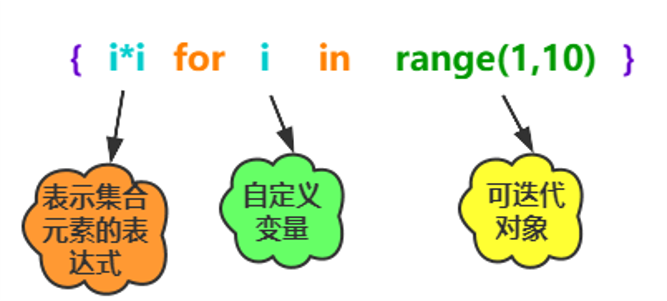 { i*i for i in range(1,10) }
表示集合
元素的表
达式
自定义
变量
可迭代
对象